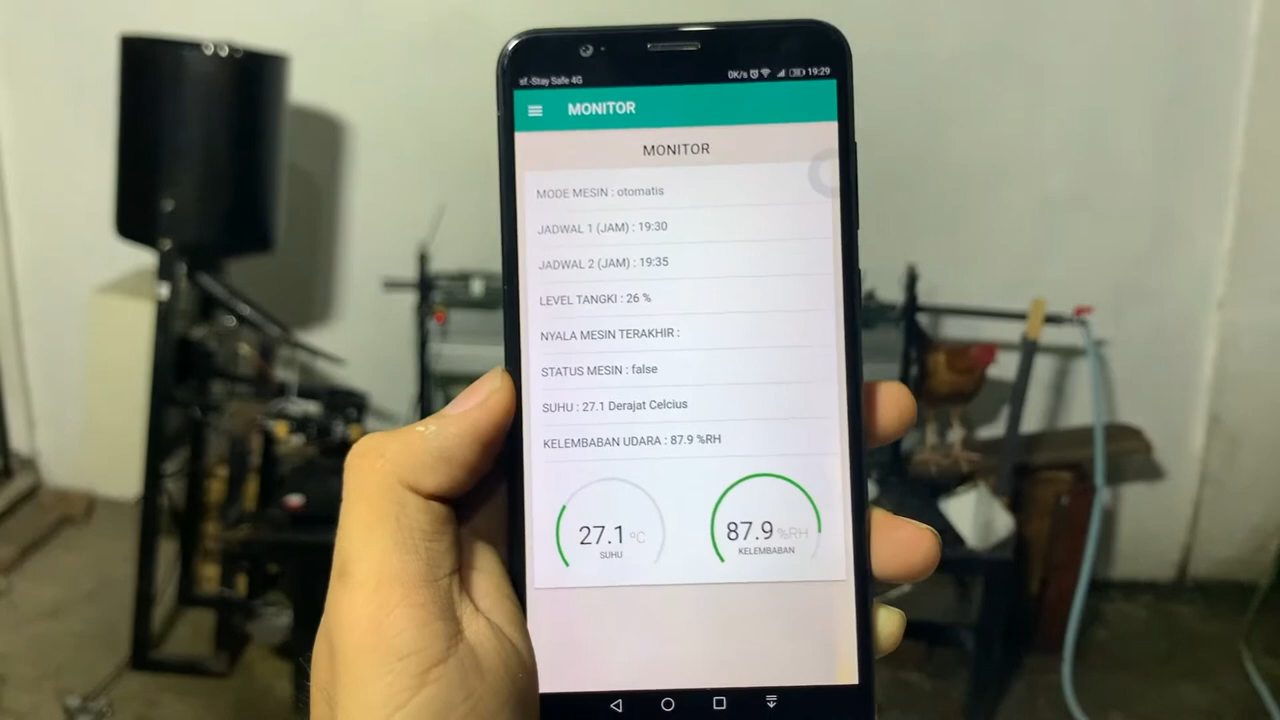 sf.-Stay Safe 4G
0K/s 19:29
MONITOR
MONITOR
MODE MESIN : otomatis
JADWAL 1 (JAM) : 19:30
JADWAL 2 (JAM) : 19:35
LEVEL TANGKI : 26 %
NYALA MESIN TERAKHIR :
STATUS MESIN : false
SUHU : 27.1 Derajat Celcius
KELEMBABAN UDARA : 87.9 %RH
27.1 °C
SUHU
87.9 %RH
KELEMBABAN